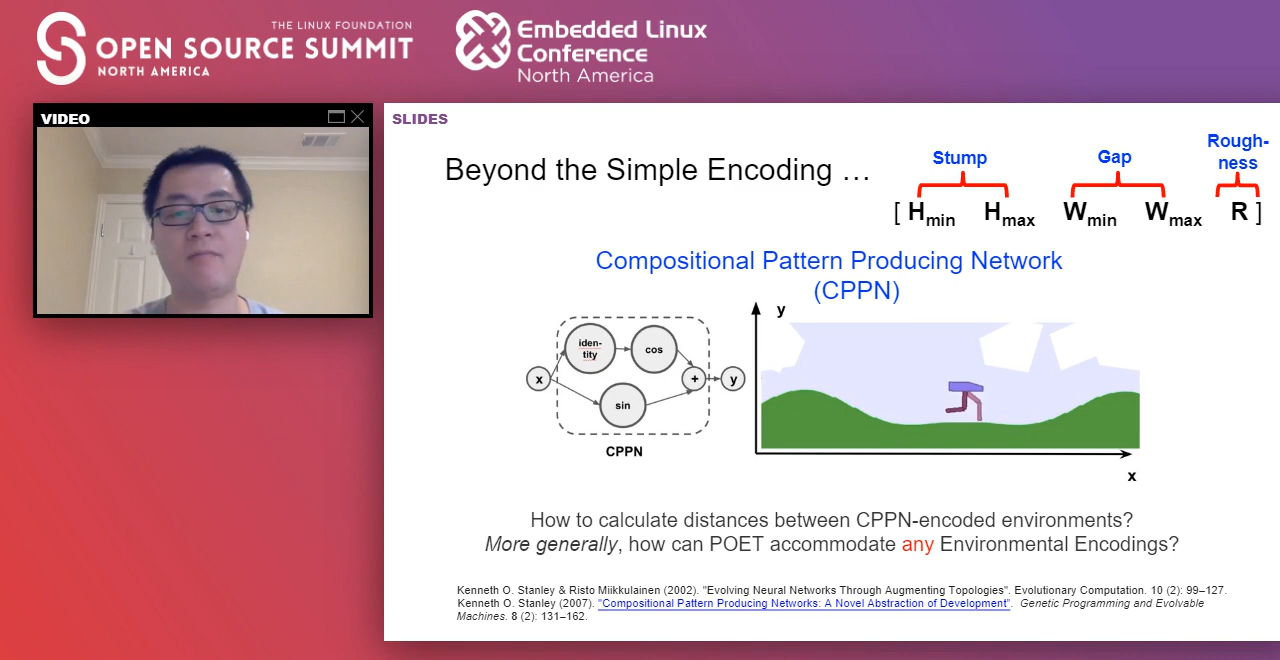 THE LINUX FOUNDATION
OPEN SOURCE SUMMIT
NORTH AMERICA
Embedded Linux
Conference
North America
VIDEO
SLIDES
Beyond the Simple Encoding …
Stump
Gap
Rough-
ness
[ Hmin Hmax Wmin Wmax R ]
Compositional Pattern Producing Network
(CPPN)
y
iden-
tity
cos
x
+
y
sin
CPPN
x
How to calculate distances between CPPN-encoded environments?
More generally, how can POET accommodate any Environmental Encodings?
Kenneth O. Stanley & Risto Miikkulainen (2002). "Evolving Neural Networks Through Augmenting Topologies". Evolutionary Computation. 10 (2): 99–127.
Kenneth O. Stanley (2007). "Compositional Pattern Producing Networks: A Novel Abstraction of Development". Genetic Programming and Evolvable
Machines. 8 (2): 131–162.